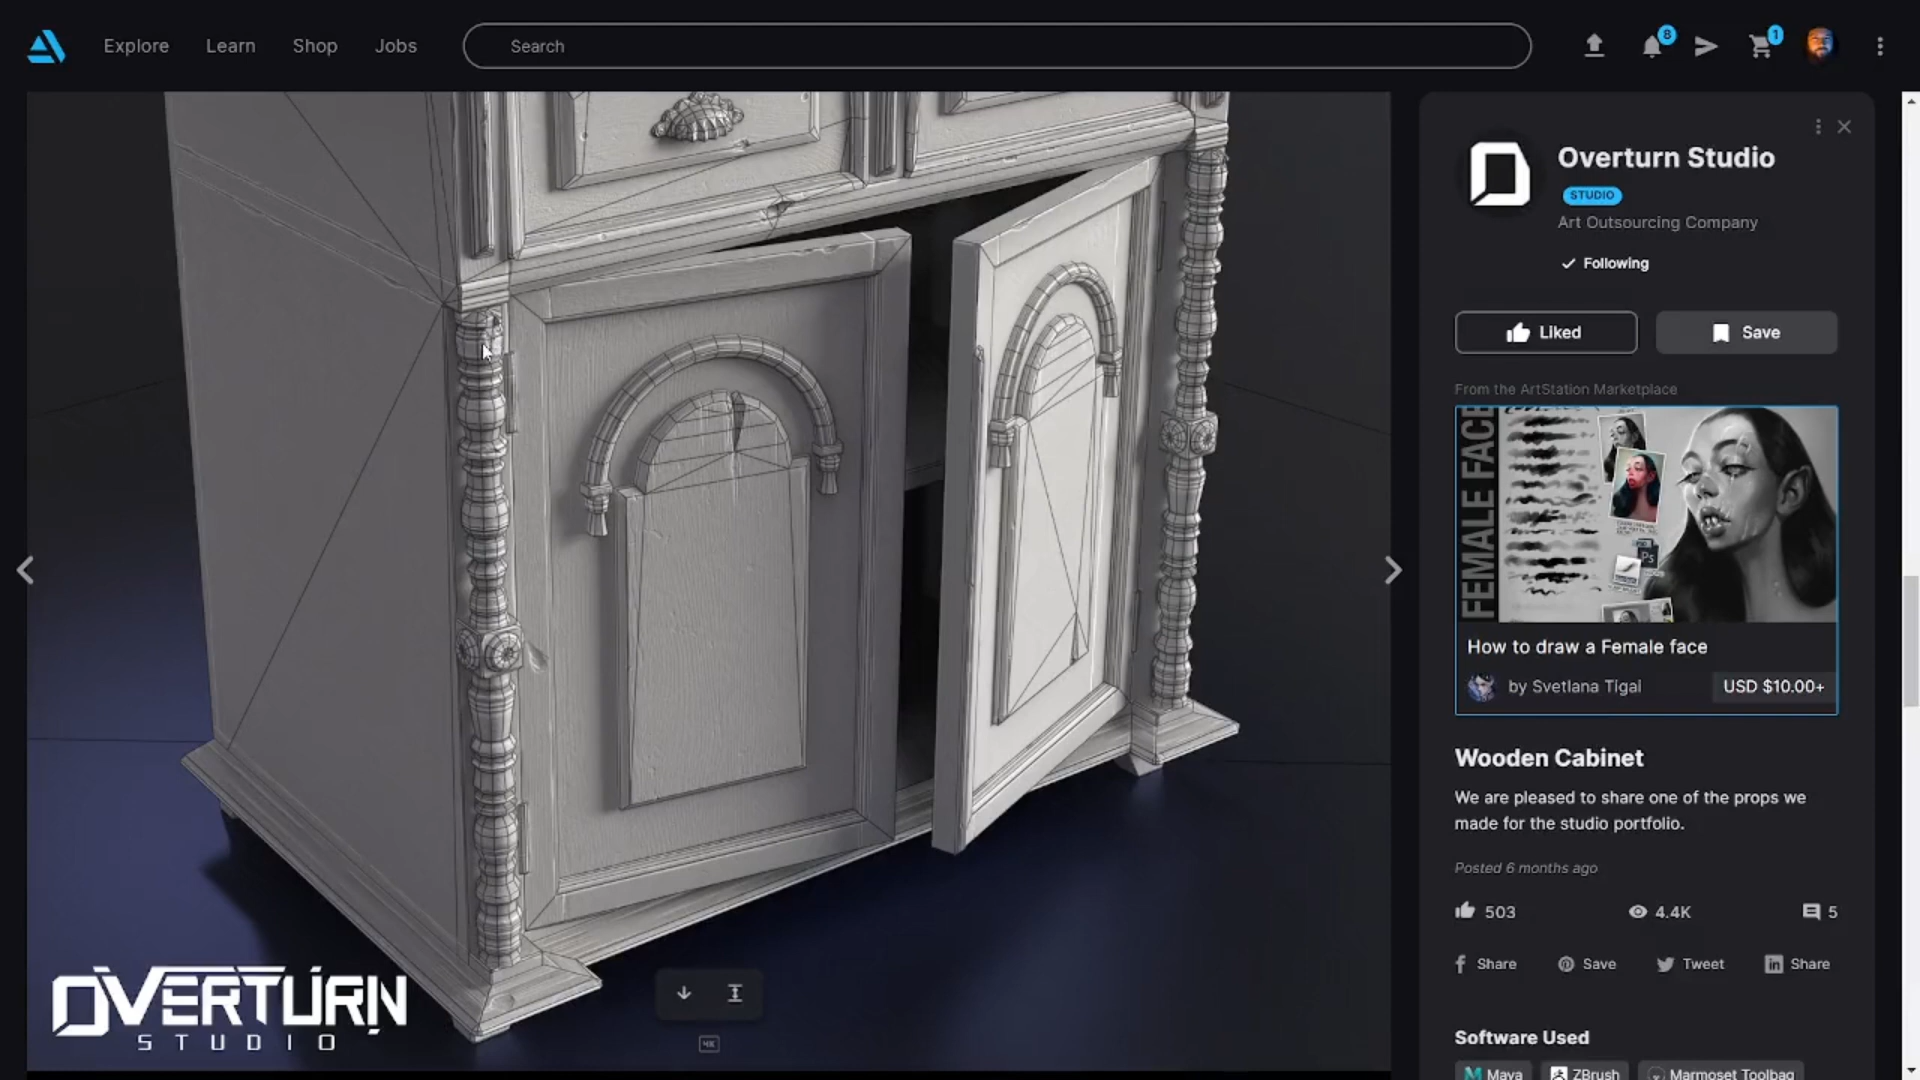 Explore
Learn
Shop
Jobs
Search
8
1
Overturn Studio
STUDIO
Art Outsourcing Company
Following
Liked
Save
From the ArtStation Marketplace
FEMALE FACE
Ps
How to draw a Female face
by Svetlana Tigai
USD $10.00+
Wooden Cabinet
We are pleased to share one of the props we
made for the studio portfolio.
Posted 6 months ago
503
4.4K
5
Share
Save
Tweet
Share
Software Used
Maya
ZBrush
Marmoset Toolbag
OVERTURN
STUDIO
4K